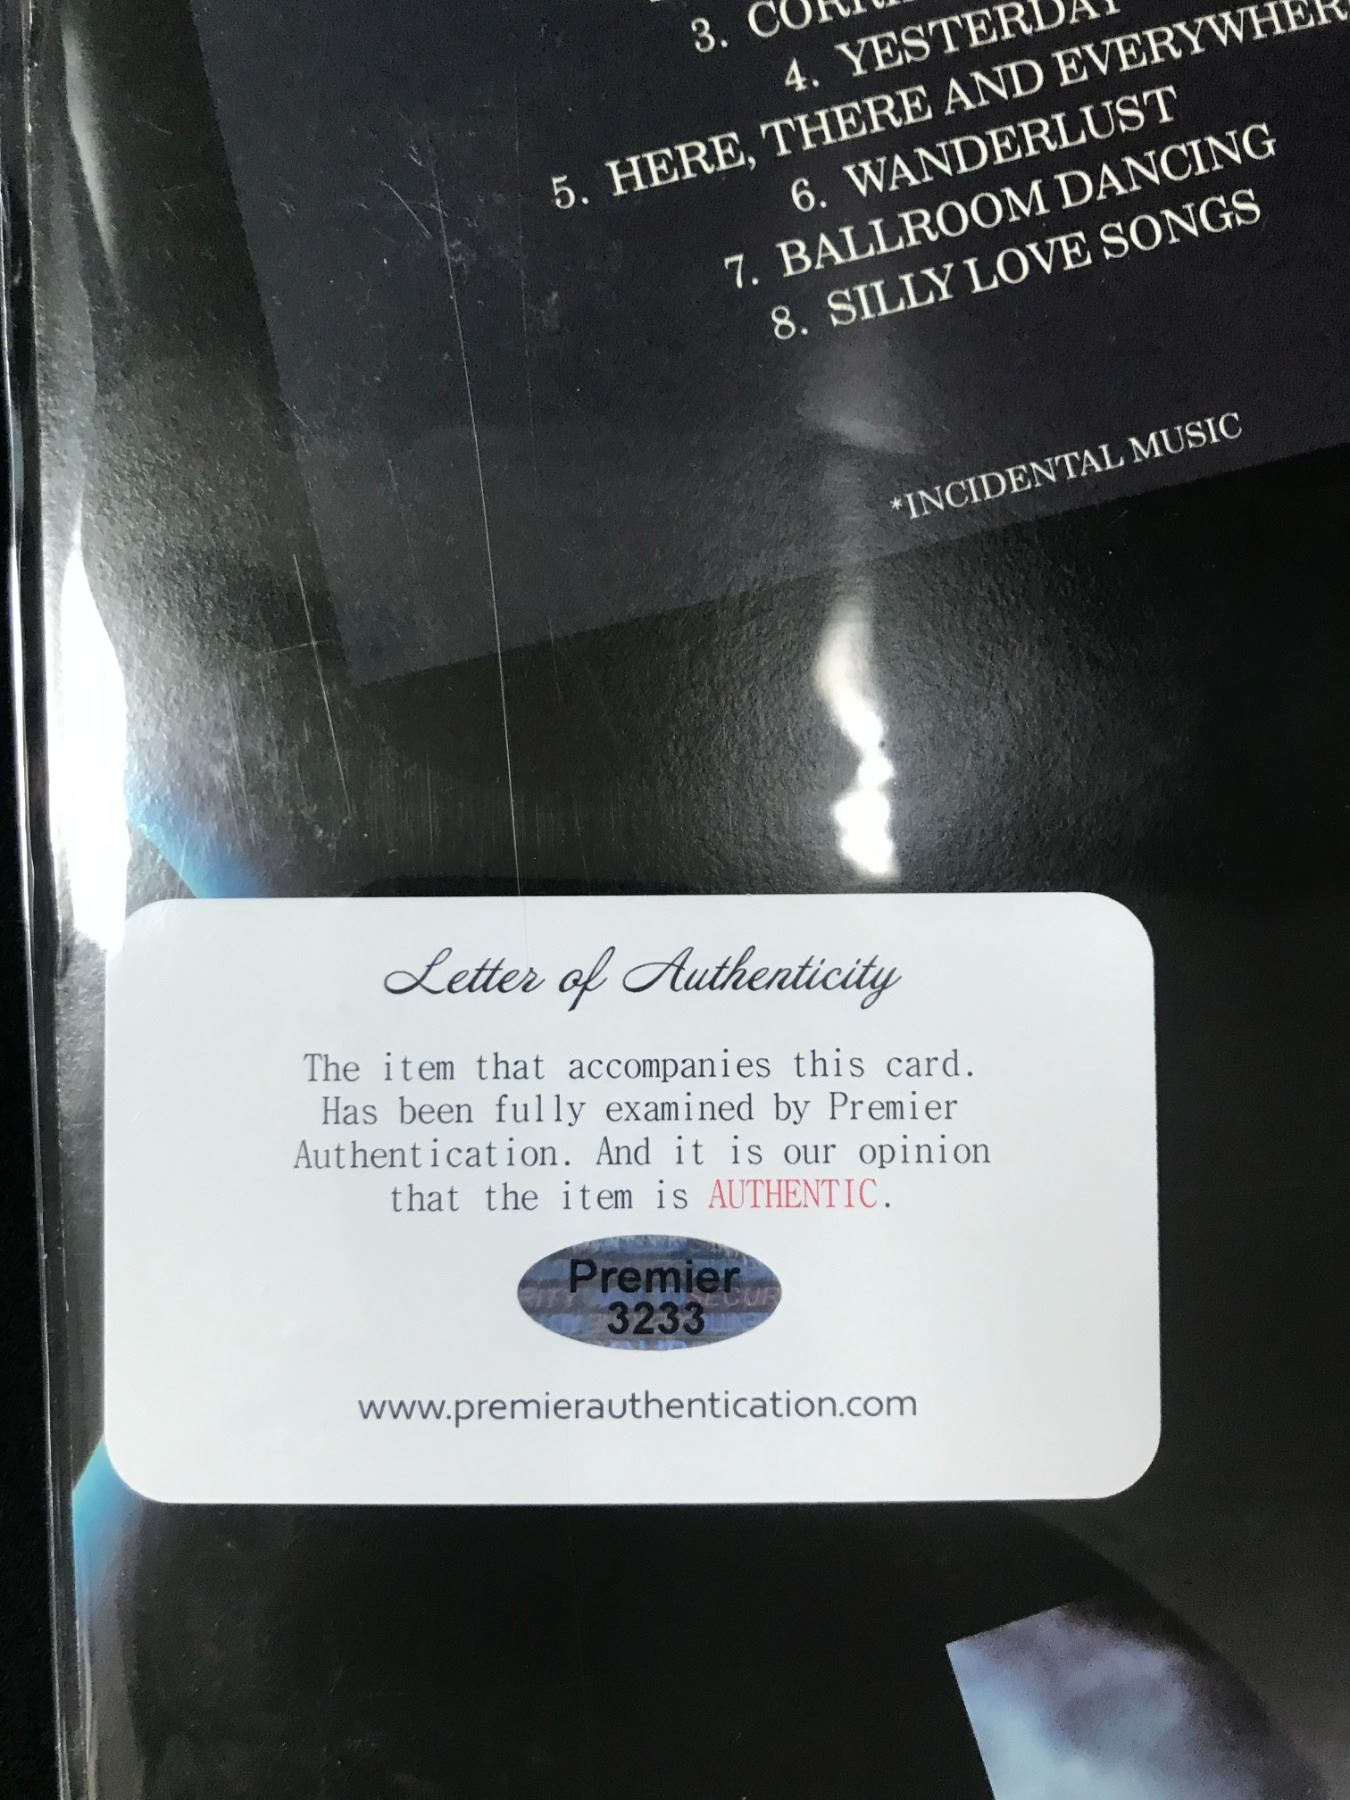 3.
4. YESTERDAY
5. HERE, THERE AND
6. WANDERLUST
7. BALLROOM DANCING
8. SILLY LOVE SONGS
*INCIDENTAL MUSIC
Letter of Authenticity
The item that accompanies this card.
Has been fully examined by Premier
Authentication. And it is our opinion
that the item is AUTHENTIC.
Premier
3233
www.premierauthentication.com